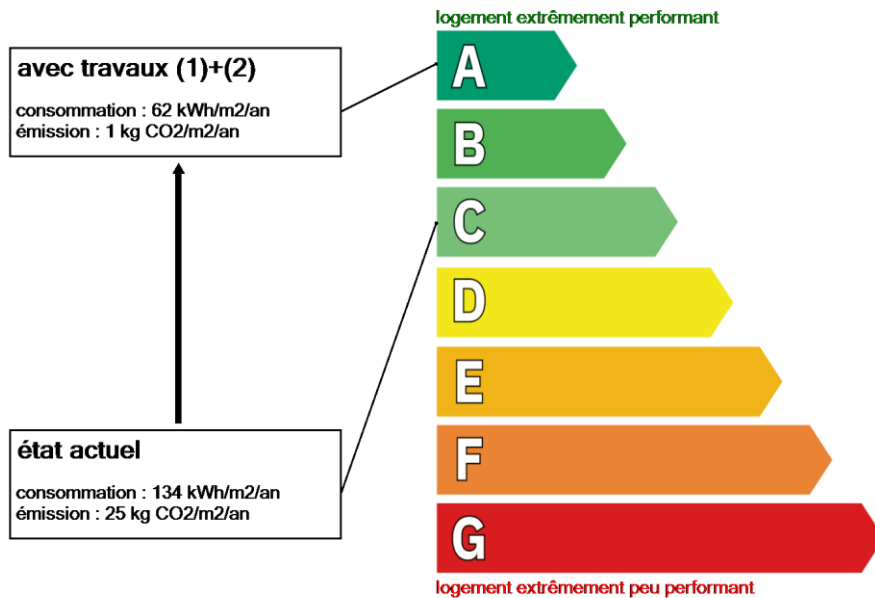 logement extrêmement performant
avec travaux (1)+(2)
consommation : 62 kWh/m2/an
émission : 1 kg CO2/m2/an
A
B
C
D
E
F
G
état actuel
consommation : 134 kWh/m2/an
émission : 25 kg CO2/m2/an
logement extrêmement peu performant